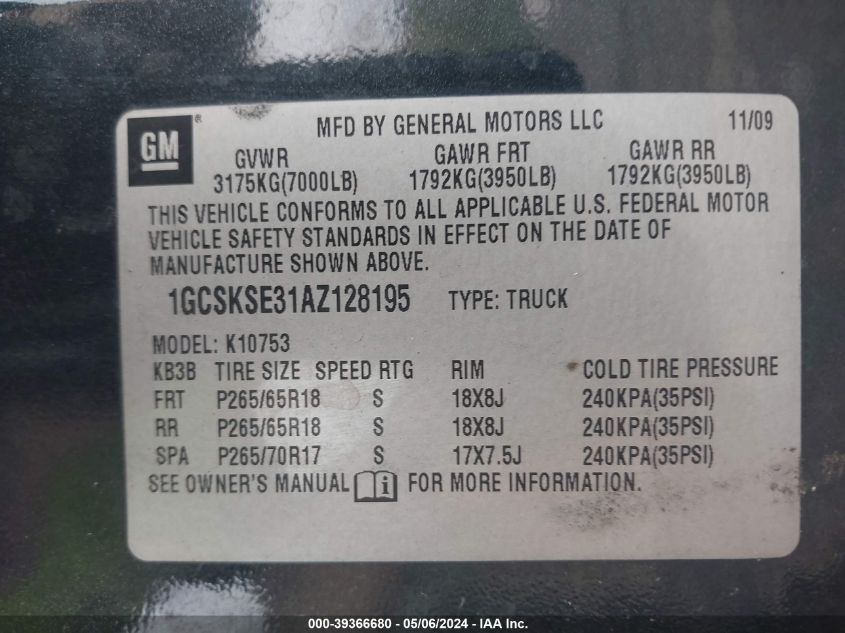 GM ® MFD BY GENERAL MOTORS LLC 11/09
GVWR GAWR FRT GAWR RR
3175KG(7000LB) 1792KG(3950LB) 1792KG(3950LB)
THIS VEHICLE CONFORMS TO ALL APPLICABLE U.S. FEDERAL MOTOR
VEHICLE SAFETY STANDARDS IN EFFECT ON THE DATE OF
MANUFACTURE SHOWN ABOVE.
1GCSKSE31AZ128195 TYPE: TRUCK
MODEL: K10753
KB3B TIRE SIZE SPEED RTG RIM COLD TIRE PRESSURE
FRT P265/65R18 S 18X8J 240KPA(35PSI)
RR P265/65R18 S 18X8J 240KPA(35PSI)
SPA P265/70R17 S 17X7.5J 240KPA(35PSI)
SEE OWNER'S MANUAL i FOR MORE INFORMATION.
000-39366680 - 05/06/2024 - IAA Inc.